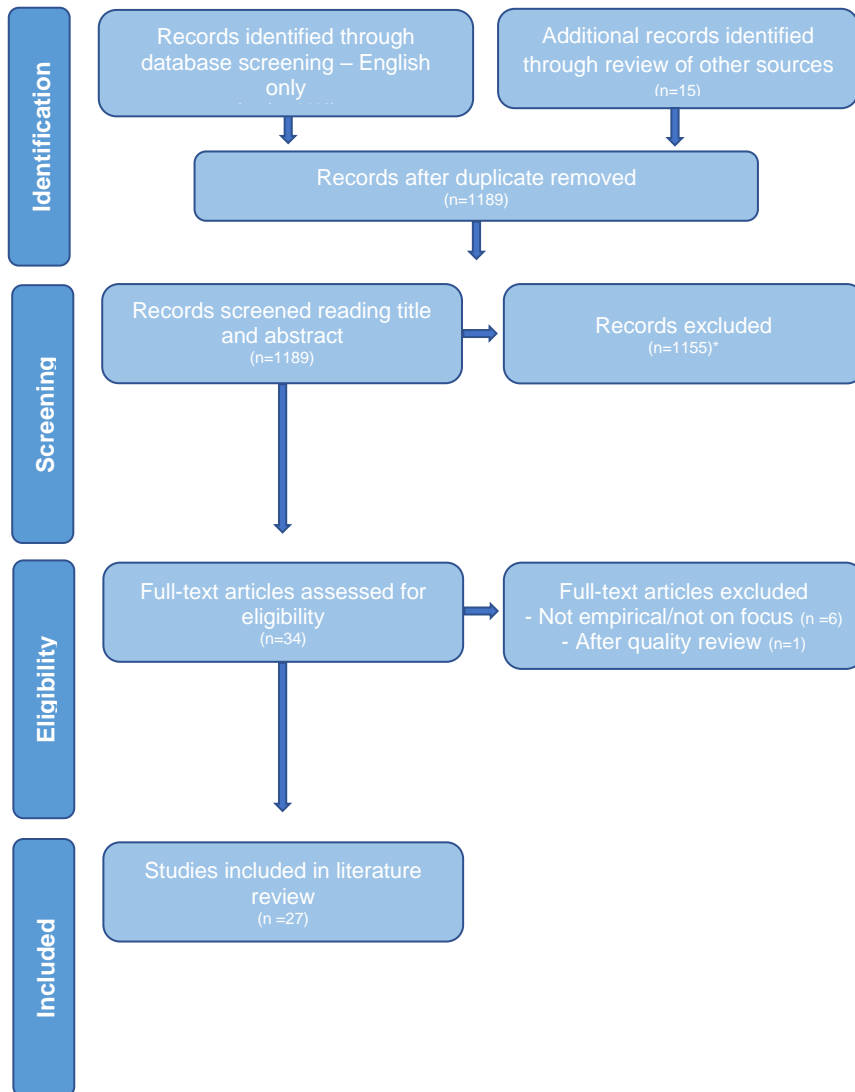 Identification
Records identified through
database screening – English
only
Additional records identified
through review of other sources
(n=15)
Records after duplicate removed
(n=1189)
Screening
Records screened reading title
and abstract
(n=1189)
Records excluded
(n=1155)*
Eligibility
Full-text articles assessed for
eligibility
(n=34)
Full-text articles excluded
- Not empirical/not on focus (n =6)
- After quality review (n=1)
Included
Studies included in literature
review
(n =27)